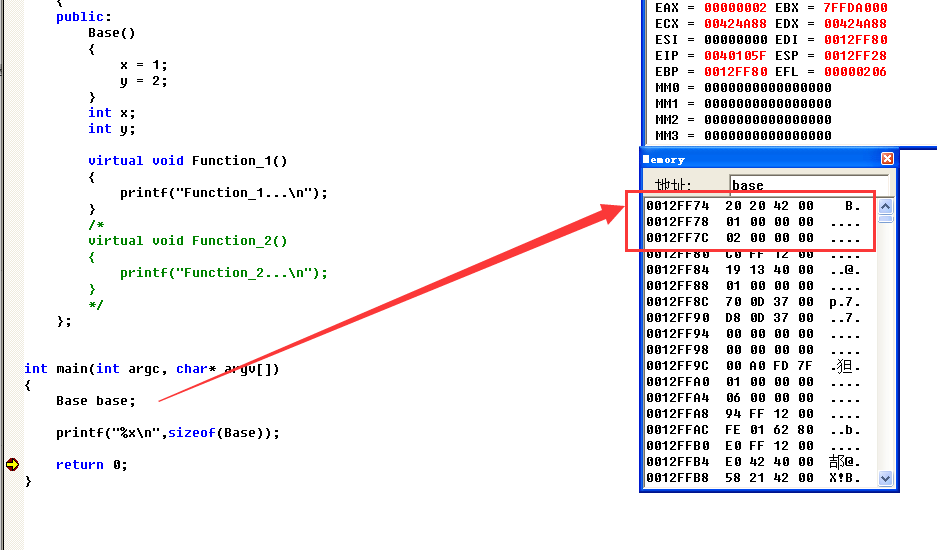 {
public:
Base()
{
x = 1;
y = 2;
}
int x;
int y;
virtual void Function_1()
{
printf("Function_1...\n");
}
/*
virtual void Function_2()
{
printf("Function_2...\n");
}
*/
};
int main(int argc, char* argv[])
{
Base base;
printf("%x\n",sizeof(Base));
return 0;
}
EAX = 00000002 EBX = 7FFDA000
ECX = 00424A88 EDX = 00424A88
ESI = 00000000 EDI = 0012FF80
EIP = 0040105F ESP = 0012FF28
EBP = 0012FF80 EFL = 00000206
MM0 = 0000000000000000
MM1 = 0000000000000000
MM2 = 0000000000000000
MM3 = 0000000000000000
Memory
地址: base
0012FF74 20 20 42 00 B.
0012FF78 01 00 00 00 ....
0012FF7C 02 00 00 00 ....
0012FF80 C0 FF 12 00 ....
0012FF84 19 13 40 00 ..@.
0012FF88 01 00 00 00 ....
0012FF8C 70 0D 37 00 p.7.
0012FF90 D8 0D 37 00 ..7.
0012FF94 00 00 00 00 ....
0012FF98 00 00 00 00 ....
0012FF9C 00 A0 FD 7F .狚.
0012FFA0 01 00 00 00 ....
0012FFA4 06 00 00 00 ....
0012FFA8 94 FF 12 00 ....
0012FFAC FE 01 62 80 ..b.
0012FFB0 E0 FF 12 00 ....
0012FFB4 E0 42 40 00 郆@.
0012FFB8 58 21 42 00 X!B.